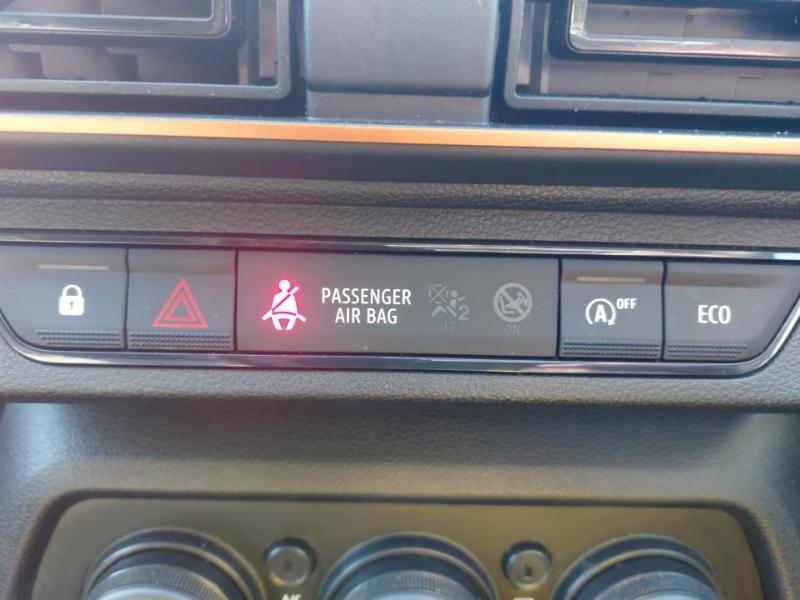 PASSENGER
AIR BAG
OFF
2
ON
A OFF
ECO